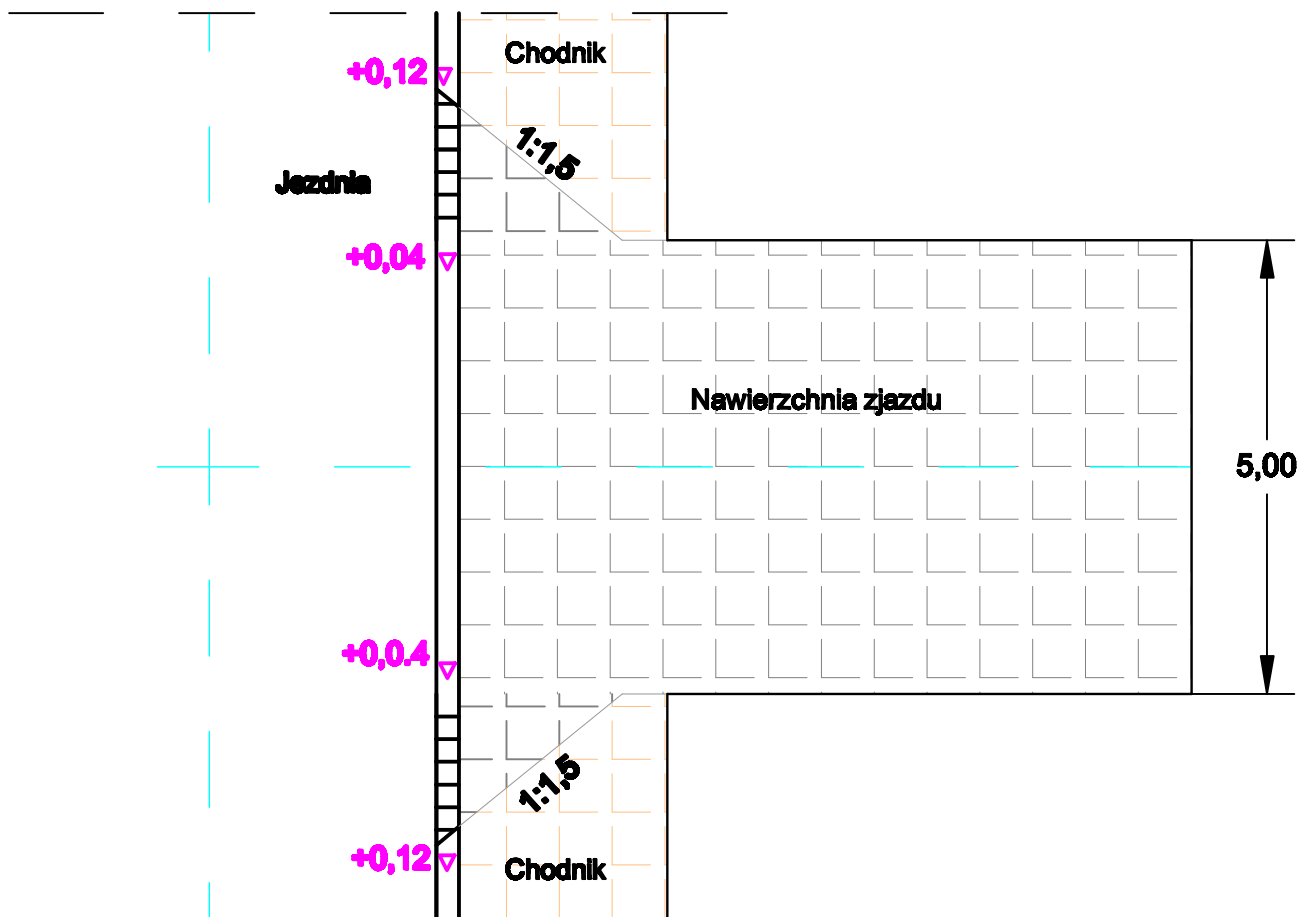 Chodnik
+0,12
1:1,5
Jezdnia
+0,04
Nawierzchnia zjazdu
5,00
+0,0.4
1:1,5
+0,12
Chodnik